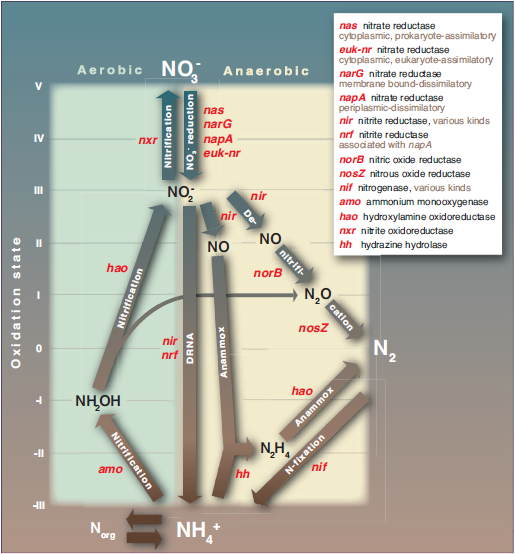 nas nitrate reductase
cytoplasmic, prokaryote-assimilatory
euk-nr nitrate reductase
cytoplasmic, eukaryote-assimilatory
narG nitrate reductase
membrane bound-dissimilatory
napA nitrate reductase
periplasmic-dissimilatory
nir nitrite reductase, various kinds
nrf nitrite reductase
associated with napA
norB nitric oxide reductase
nosZ nitrous oxide reductase
nif nitrogenase, various kinds
amo ammonium monooxygenase
hao hydroxylamine oxidoreductase
nxr nitrite oxidoreductase
hh hydrazine hydrolase
Aerobic
NO₃⁻
Anaerobic
Oxidation state
V
IV
III
II
I
0
-I
-II
-III
nxr
Nitrification
NO₃⁻ reduction
nas
narG
napA
euk-nr
NO₂⁻
nir
nir
De-
nitrifi-
cation
NO
NO
hao
Nitrification
norB
N₂O
nosZ
N₂
nir
nrf
DRNA
Anammox
NH₂OH
hao
Anammox
N₂H₄
N-fixation
nif
hh
Nitrification
amo
N org
NH₄⁺